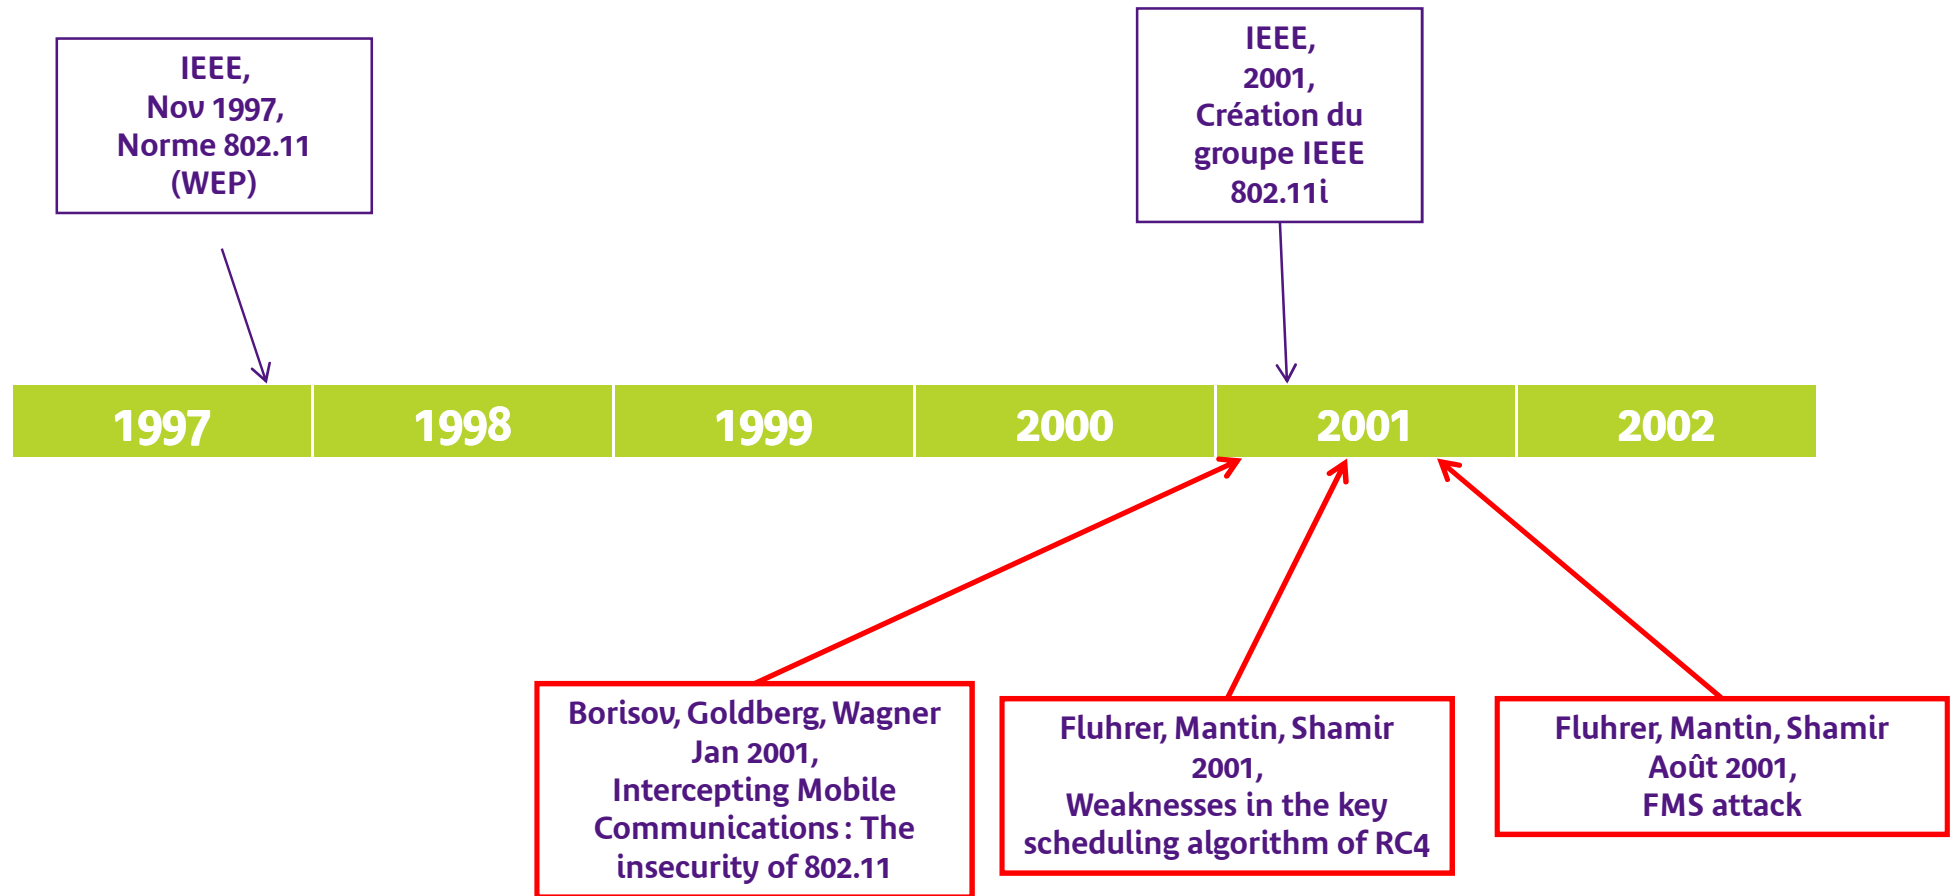 IEEE,
Nov 1997,
Norme 802.11
(WEP)
IEEE,
2001,
Création du
groupe IEEE
802.11i
1997
1998
1999
2000
2001
2002
Borisov, Goldberg, Wagner
Jan 2001,
Intercepting Mobile
Communications : The
insecurity of 802.11
Fluhrer, Mantin, Shamir
2001,
Weaknesses in the key
scheduling algorithm of RC4
Fluhrer, Mantin, Shamir
Août 2001,
FMS attack